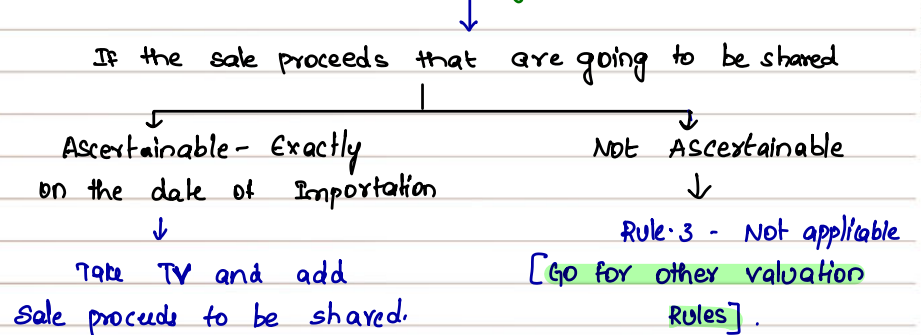 If the sale proceeds that are going to be shared
Ascertainable - Exactly
on the date of Importation
Not Ascertainable
Rule.3 - Not applicable
Take TV and add
[Go for other valuation
Sale proceeds to be shared.
Rules].